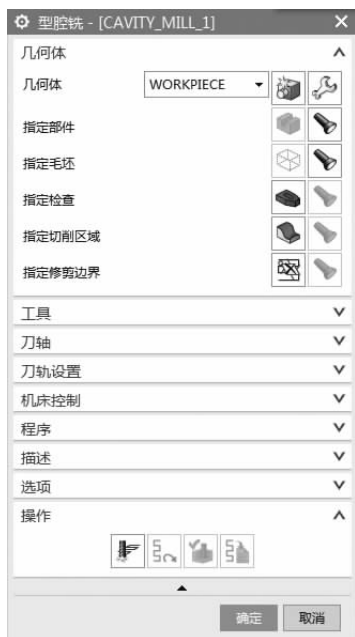 型腔铣 - [CAVITY_MILL_1]
几何体
几何体 WORKPIECE
指定部件
指定毛坯
指定检查
指定切削区域
指定修剪边界
工具
刀轴
刀轨设置
机床控制
程序
描述
选项
操作
确定 取消